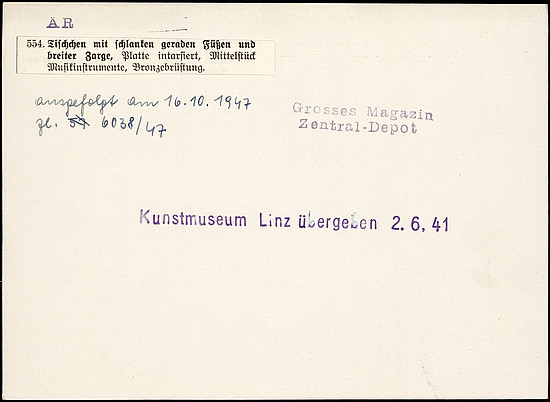 ÄR
554. Tischchen mit schlanken geraden Füßen und
breiter Zarge, Platte intarsiert, Mittelstück
Musikinstrumente, Bronzebrüstung.
ausgefolgt am 16.10.1947
Zl. 6038/47
Grosses Magazin
Zentral-Depot
Kunstmuseum Linz übergeben 2. 6. 41